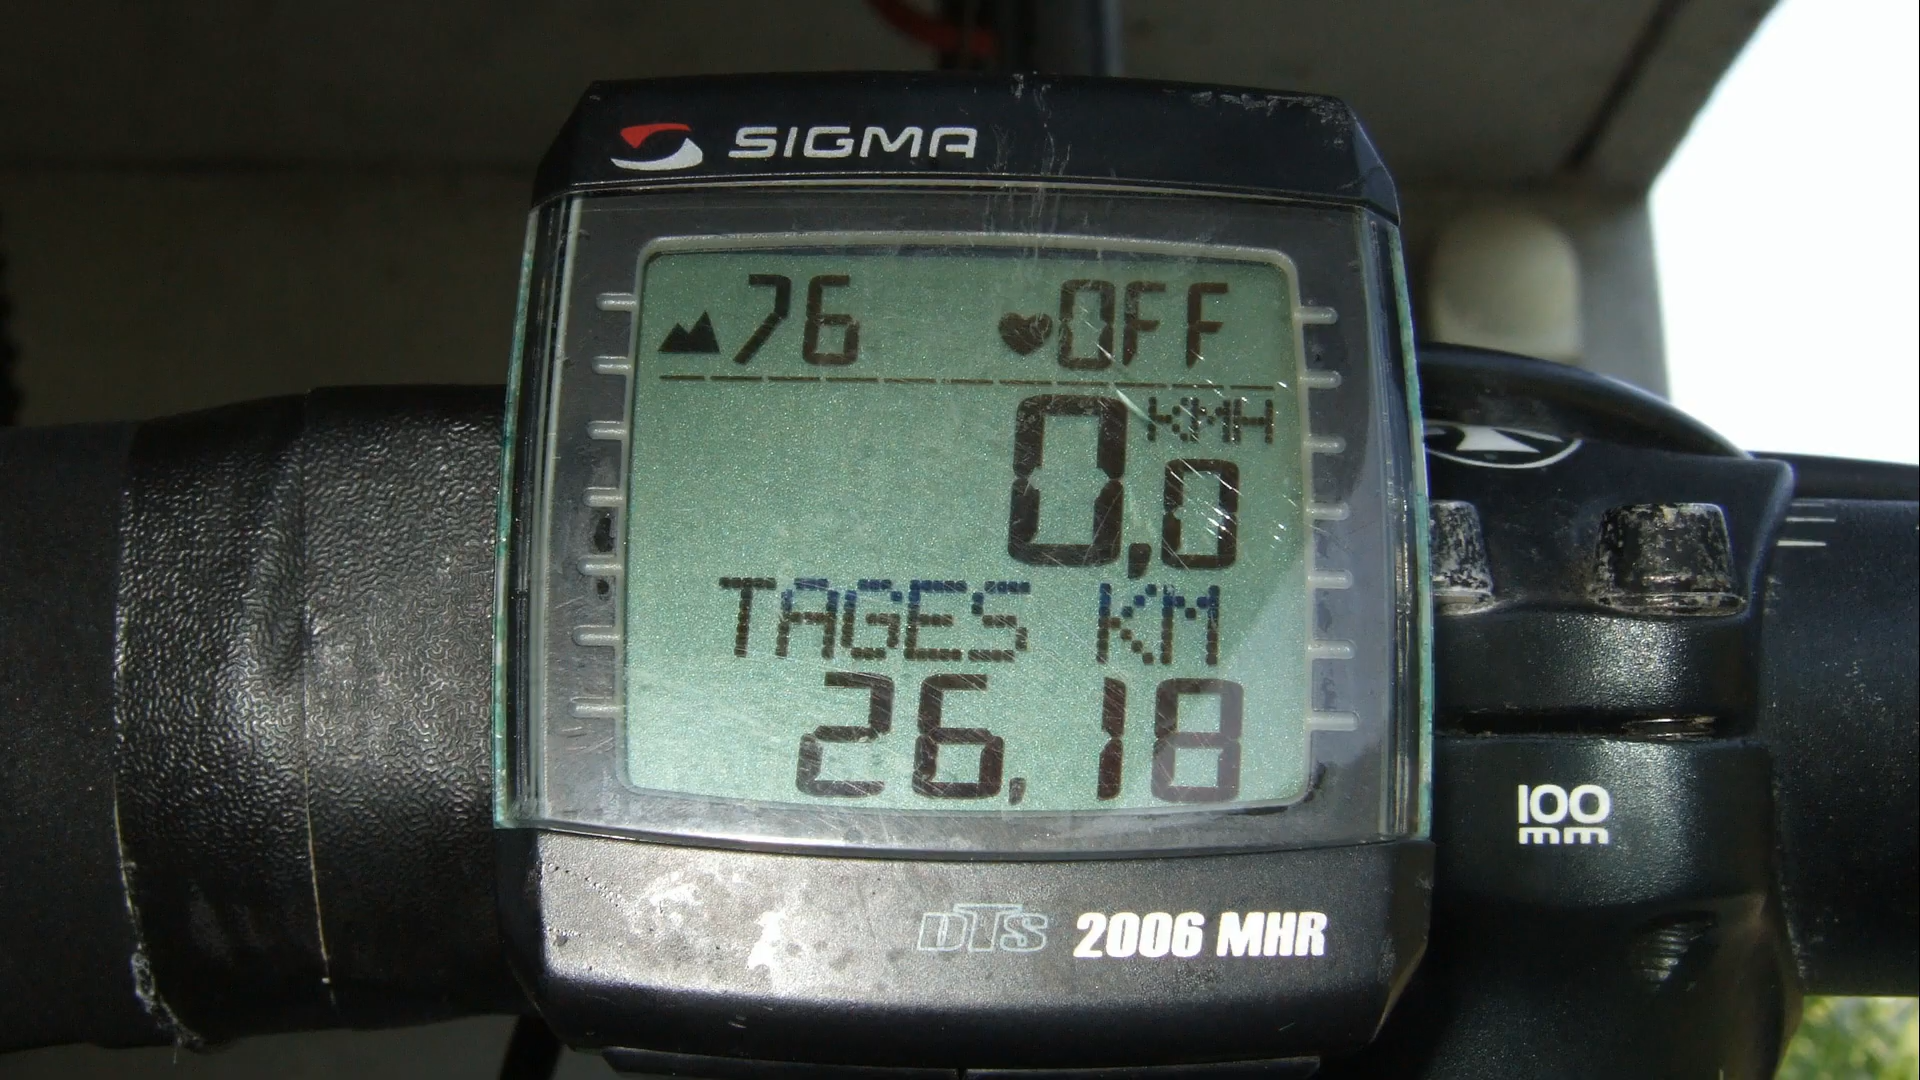 SIGMA
76 OFF
KMH
0,0
TAGES KM
26,18
DTS 2006 MHR
100
mm